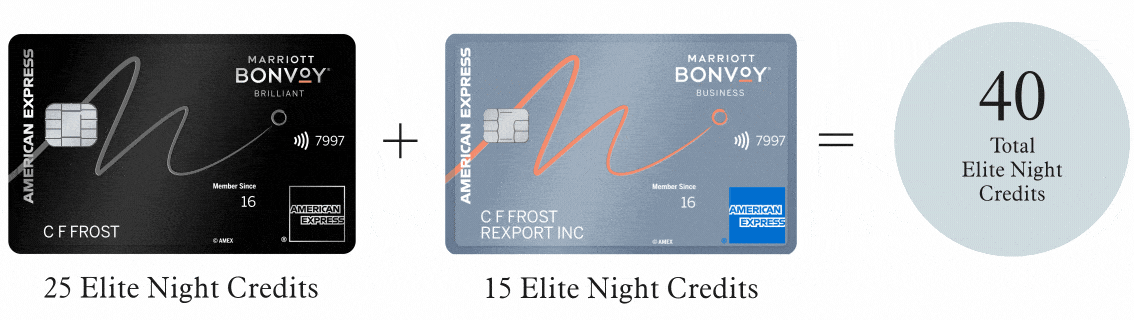 AMERICAN EXPRESS
MARRIOTT
BONVOY
BRILLIANT
7997
Member Since
16
C F FROST
© AMEX
®
AMERICAN
EXPRESS
25 Elite Night Credits
+
AMERICAN EXPRESS
MARRIOTT
BONVOY
BUSINESS
7997
Member Since
16
C F FROST
REXPORT INC
© AMEX
®
AMERICAN
EXPRESS
15 Elite Night Credits
=
40
Total
Elite Night
Credits